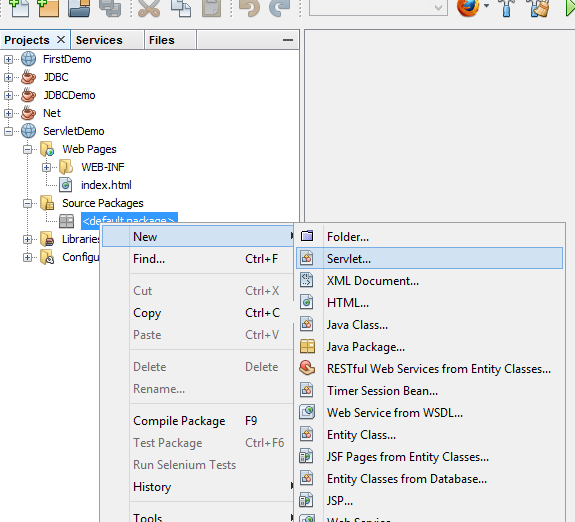 Projects Services Files
FirstDemo
JDBC
JDBCDemo
Net
ServletDemo
Web Pages
WEB-INF
index.html
Source Packages
<default package>
Libraries
Configu
New
Find... Ctrl+F
Cut Ctrl+X
Copy Ctrl+C
Paste Ctrl+V
Delete Delete
Rename...
Compile Package F9
Test Package Ctrl+F6
Run Selenium Tests
History
Tools
Folder...
Servlet...
XML Document...
HTML...
Java Class...
Java Package...
RESTful Web Services from Entity Classes...
Timer Session Bean...
Web Service from WSDL...
Entity Class...
JSF Pages from Entity Classes...
Entity Classes from Database...
JSP...
Web Service